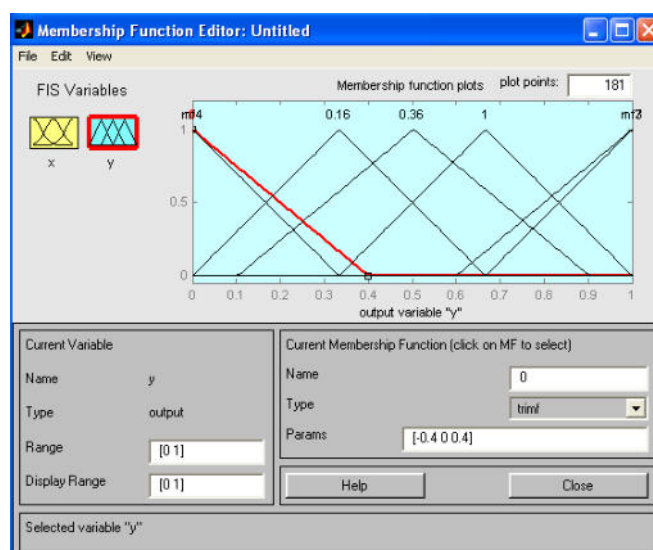 Membership Function Editor: Untitled
File Edit View
FIS Variables
Membership function plots plot points: 181
mf4 0.16 0.36 1 mf3
1
0.5
0
x y
0 0.1 0.2 0.3 0.4 0.5 0.6 0.7 0.8 0.9 1
output variable "y"
Current Variable
Name y
Type output
Range [0 1]
Display Range [0 1]
Current Membership Function (click on MF to select)
Name 0
Type trimf
Params [-0.4 0 0.4]
Help Close
Selected variable "y"